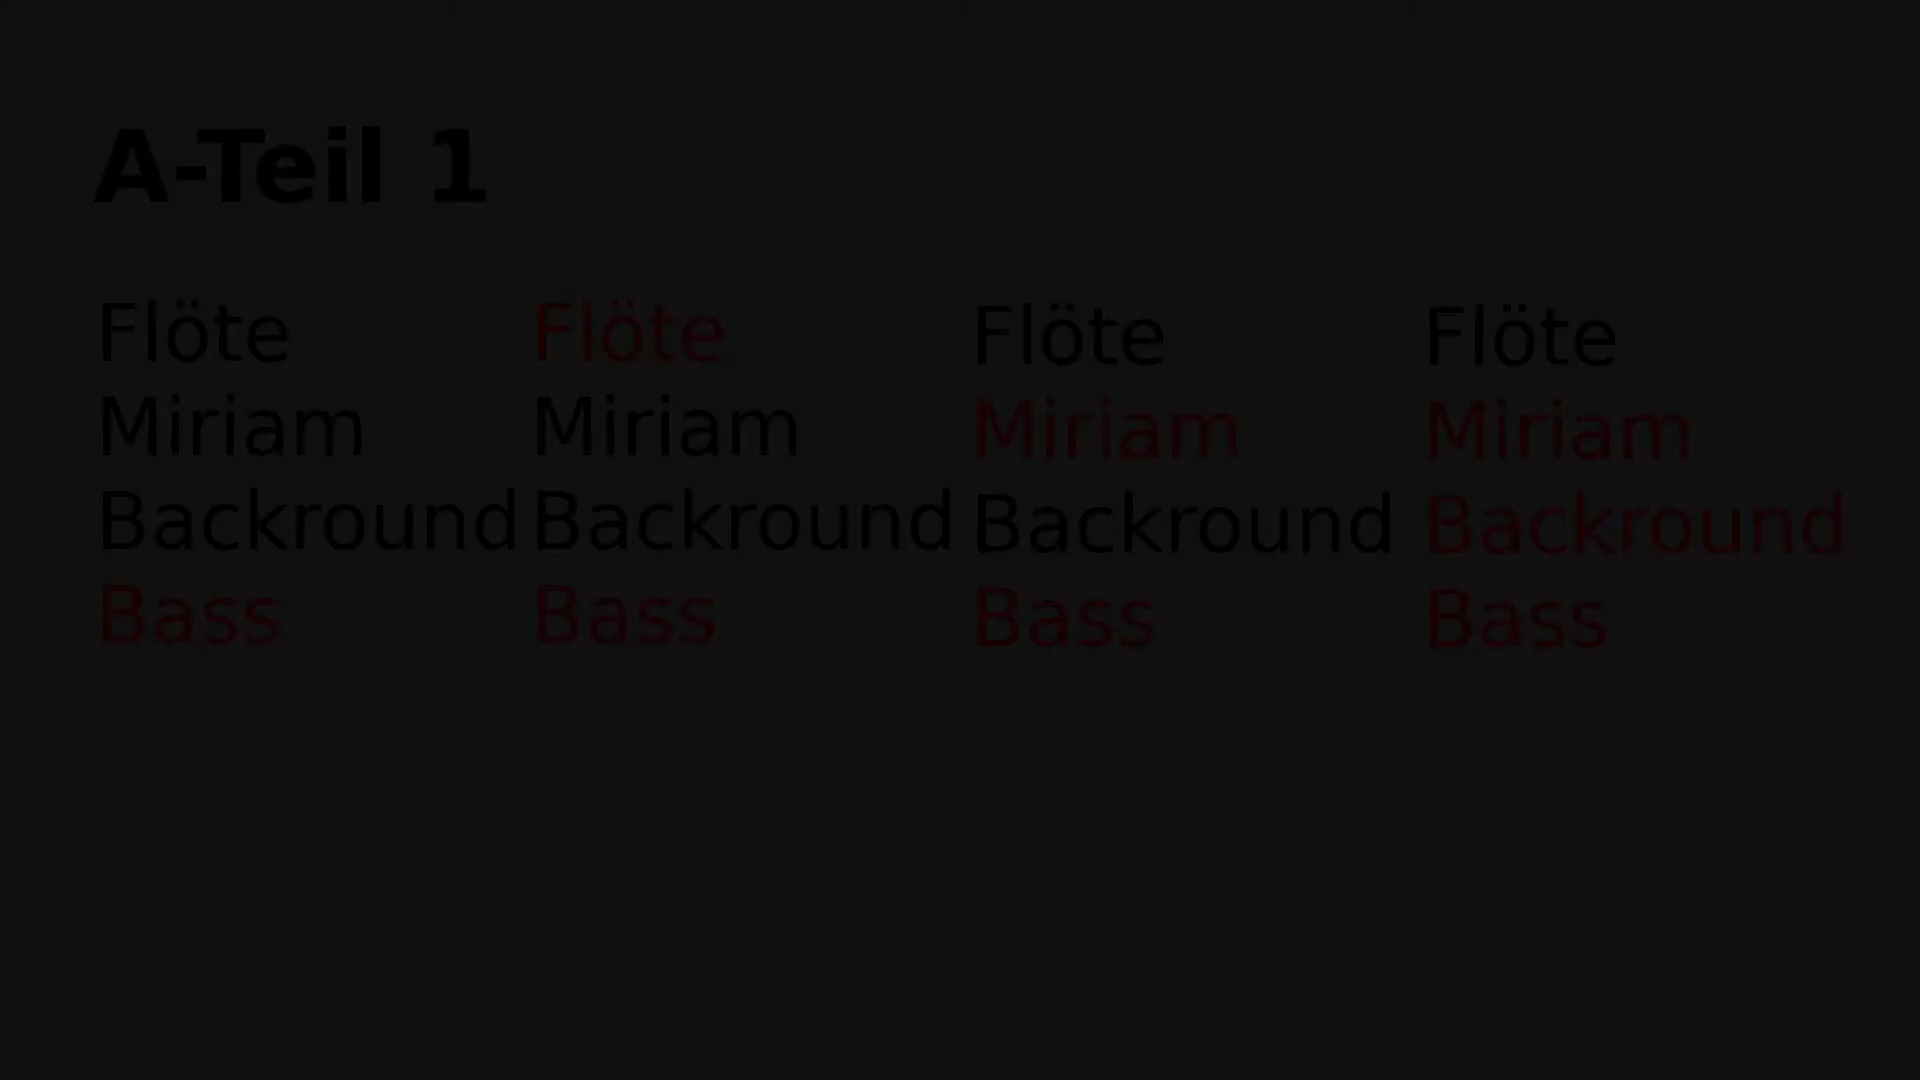 A-Teil 1
Flöte Flöte Flöte Flöte
Miriam Miriam Miriam Miriam
Backround Backround Backround Backround
Bass Bass Bass Bass